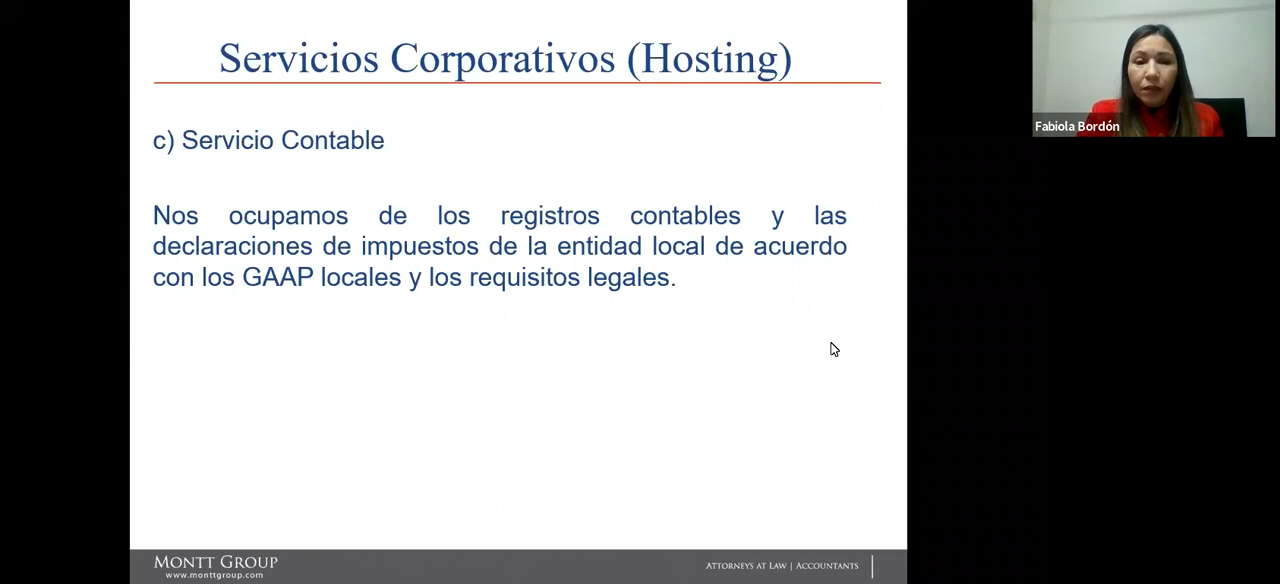 Servicios Corporativos (Hosting)
c) Servicio Contable
Nos ocupamos de los registros contables y las
declaraciones de impuestos de la entidad local de acuerdo
con los GAAP locales y los requisitos legales.
Montt Group
www.monttgroup.com
Attorneys at Law | Accountants
Fabiola Bordón